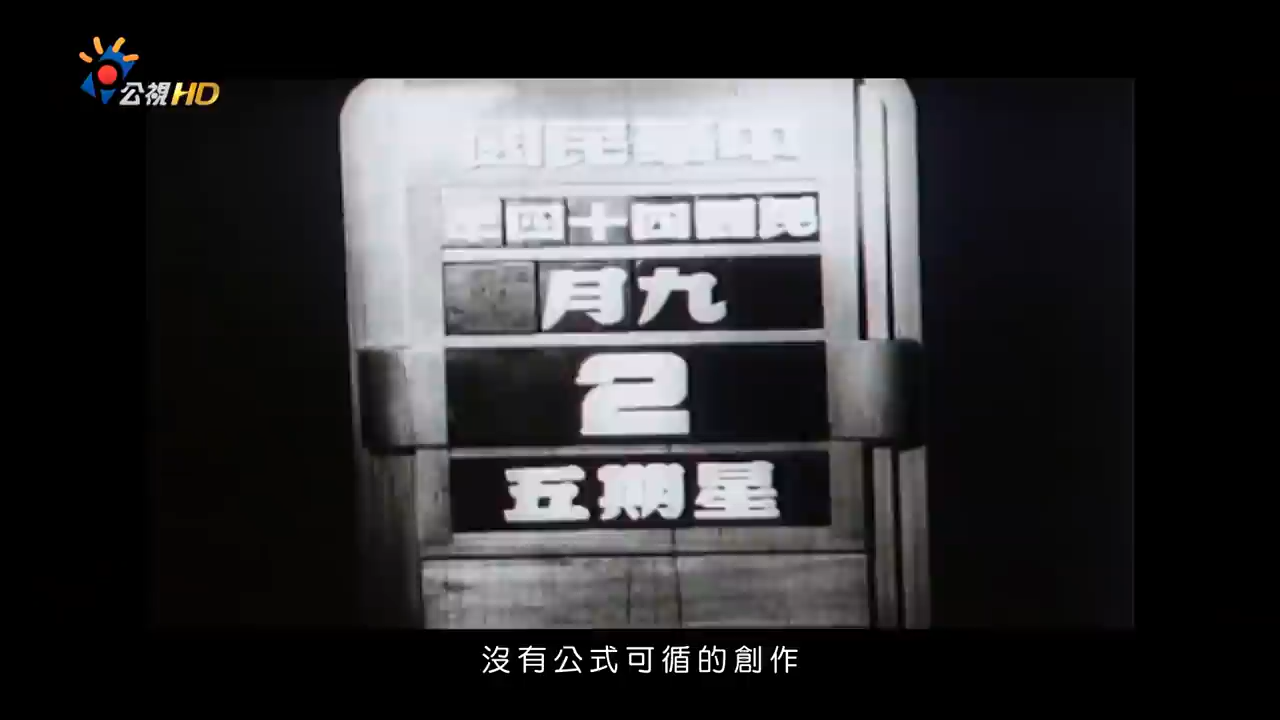 公視HD
中華民國
民國四十四年
九月
2
星期五
沒有公式可循的創作